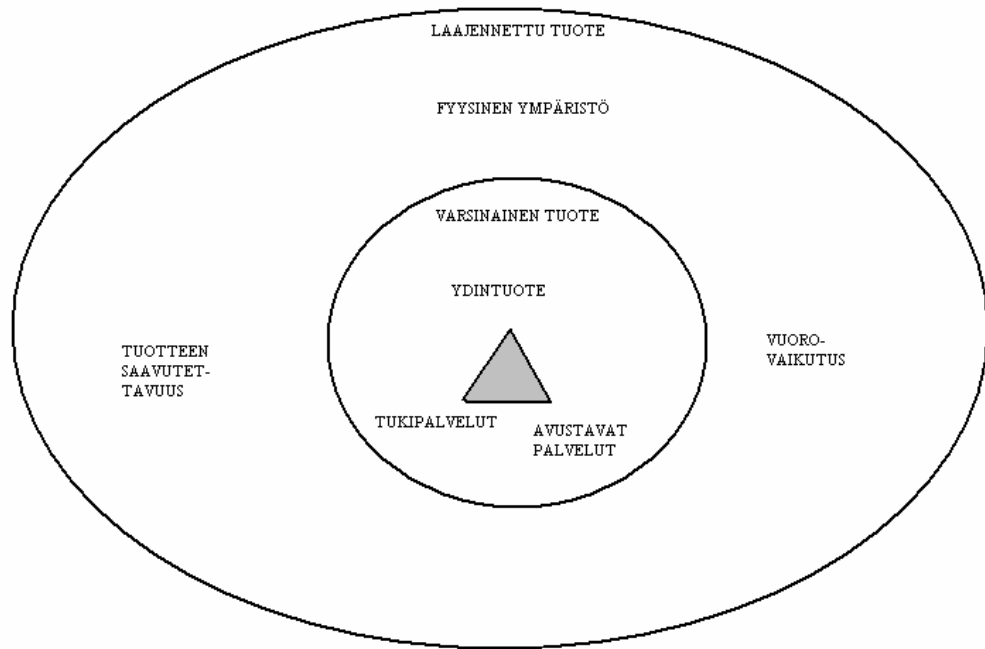 LAAJENNETTU TUOTE
FYYSINEN YMPÄRISTÖ
VARSINAINEN TUOTE
YDINTUOTE
TUOTTEEN
SAAVUTET-
TAVUUS
VUORO-
VAIKUTUS
TUKIPALVELUT
AVUSTAVAT
PALVELUT